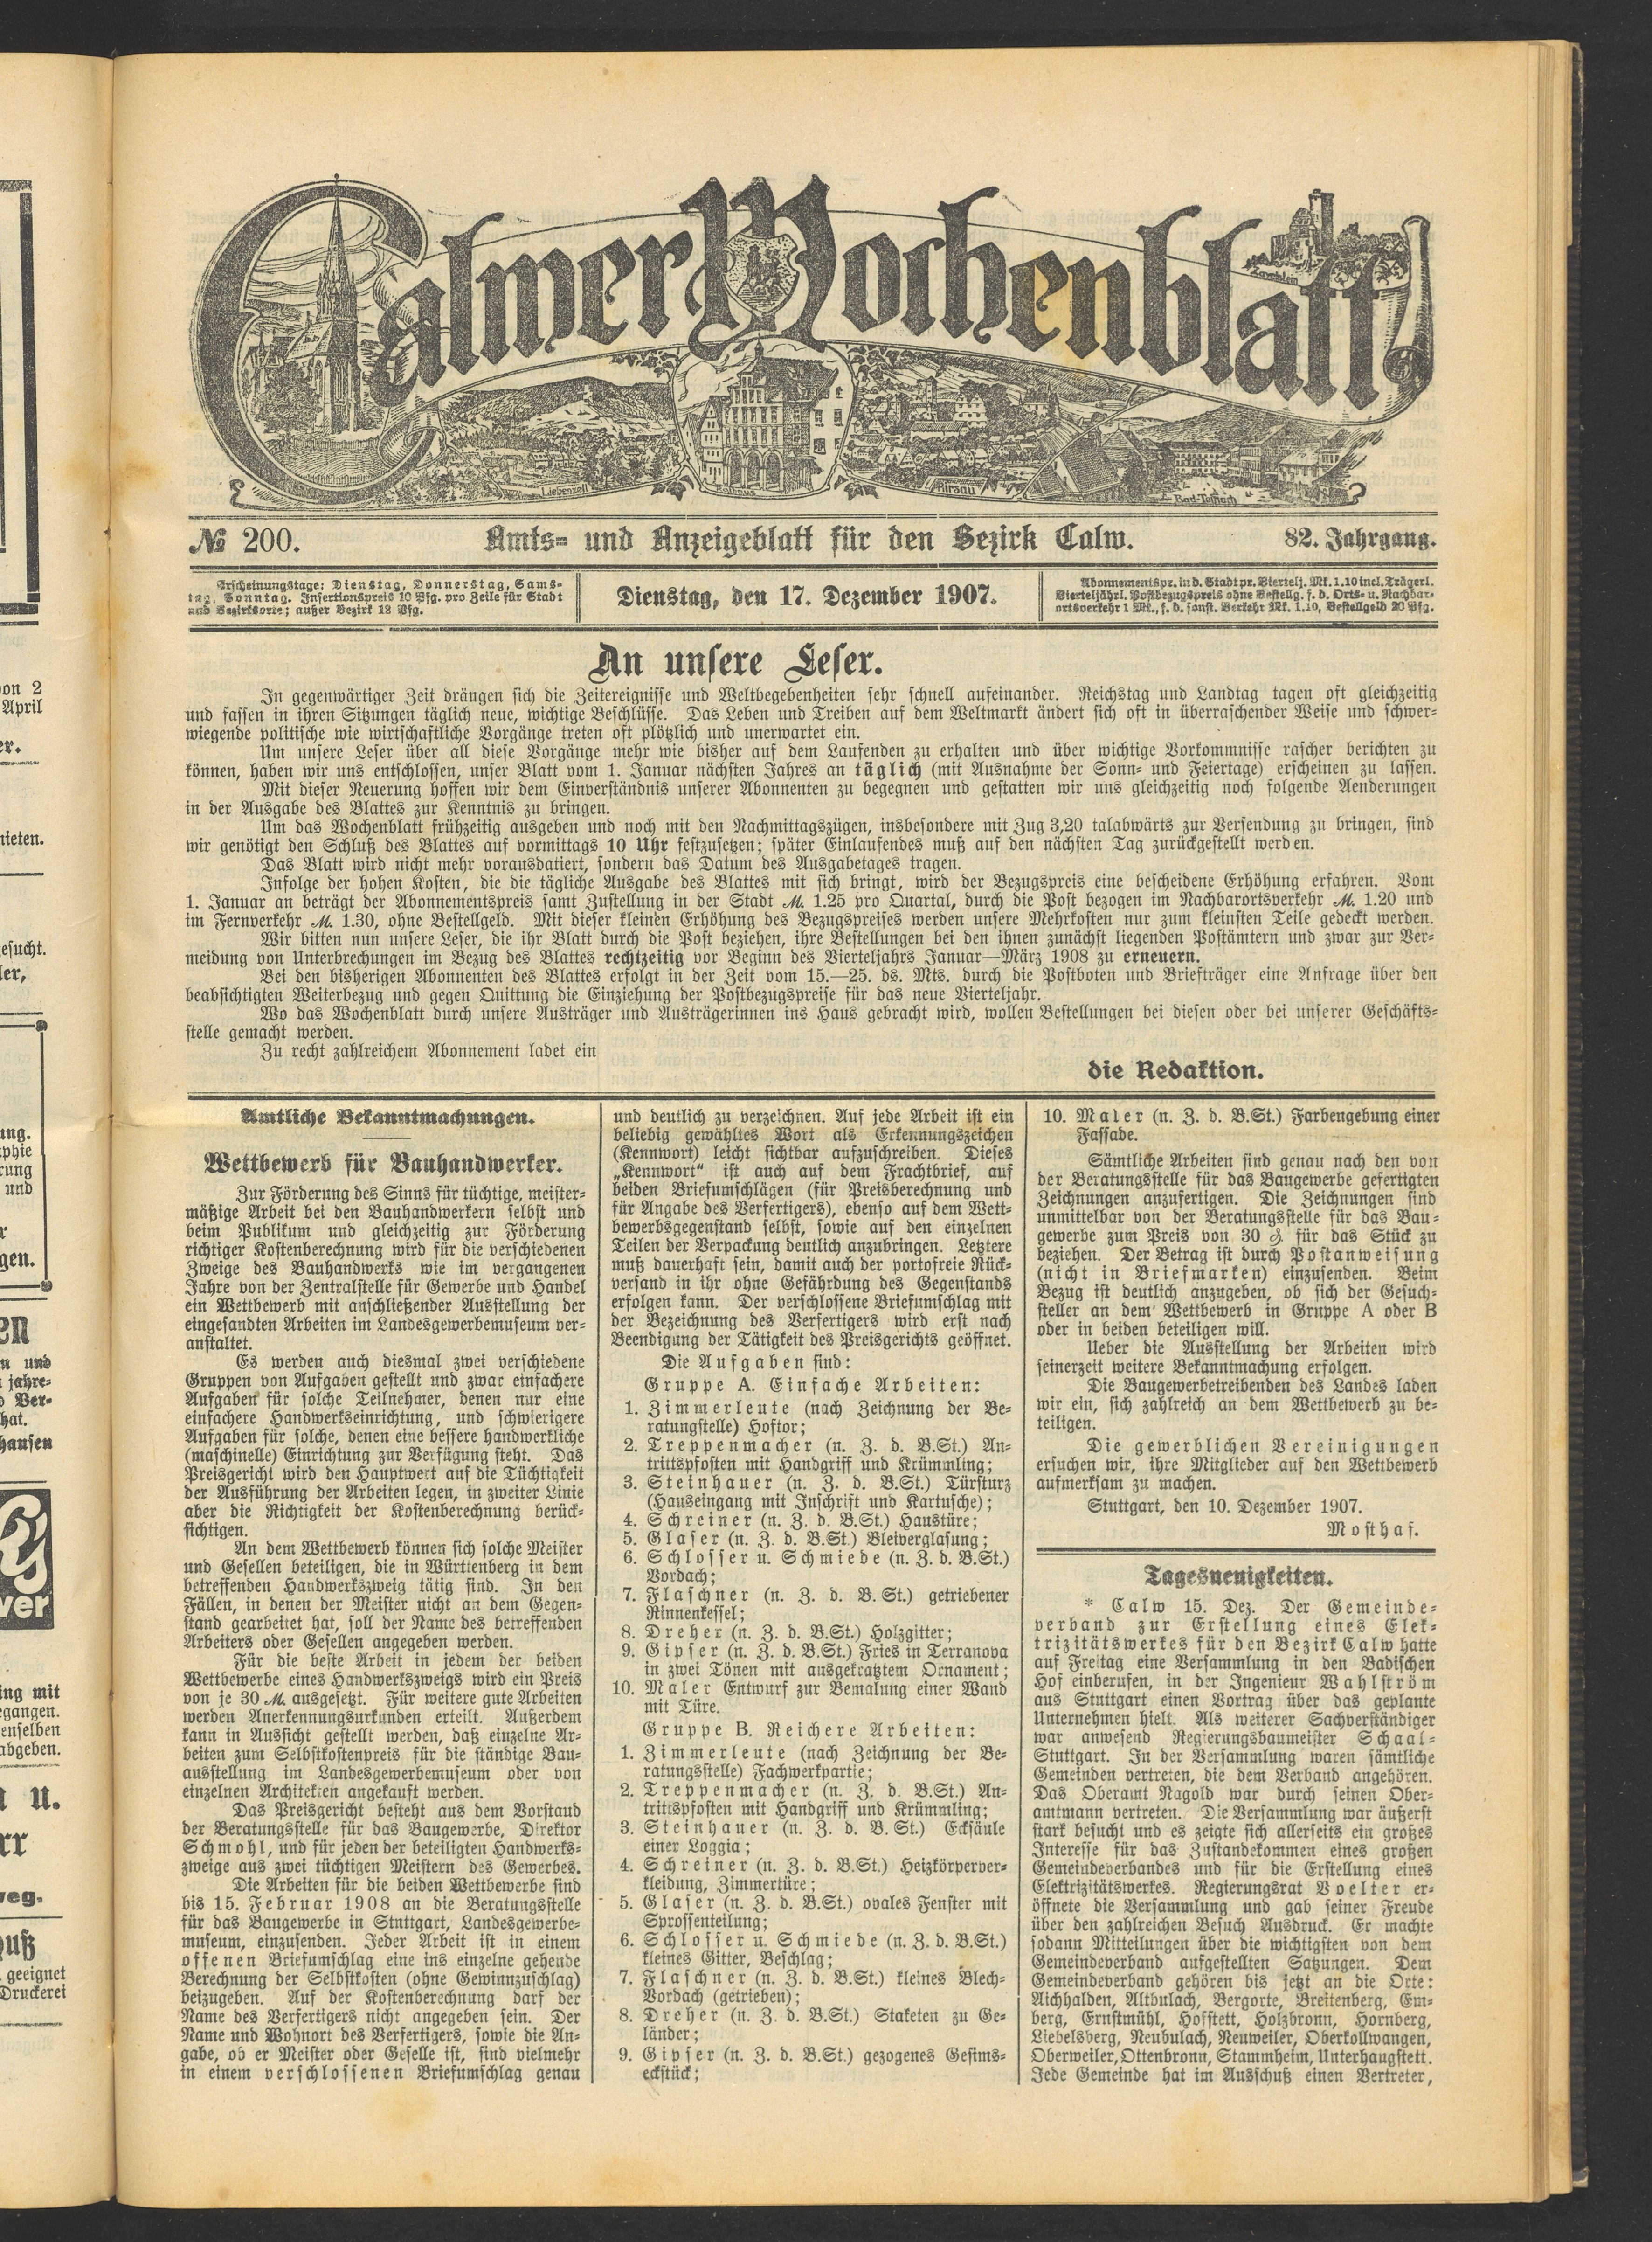 Calmer Wochenblatt
Zavelstein
Liebenzell
Rathaus
Hirsau
Bad-Teinach
№ 200.
Amts- und Anzeigeblatt für den Bezirk Calw.
82. Jahrgang.
Erscheinungstage: Dienstag, Donnerstag, Sams-
tag, Sonntag. Insertionspreis 10 Pfg. pro Zeile für Stadt
und Bezirksorte; außer Bezirk 12 Pfg.
Dienstag, den 17. Dezember 1907.
Abonnementspr. in d. Stadt pr. Viertelj. Mk. 1.10 incl. Trägerl.
Vierteljährl. Postbezugspreis ohne Bestellg. f. d. Orts- u. Nachbar-
ortsverkehr 1 Mk., f. d. sonst. Verkehr Mk. 1.10, Bestellgeld 20 Pfg.
An unsere Leser.
In gegenwärtiger Zeit drängen sich die Zeitereignisse und Weltbegebenheiten sehr schnell aufeinander. Reichstag und Landtag tagen oft gleichzeitig
und fassen in ihren Sitzungen täglich neue, wichtige Beschlüsse. Das Leben und Treiben auf dem Weltmarkt ändert sich oft in überraschender Weise und schwer-
wiegende politische wie wirtschaftliche Vorgänge treten oft plötzlich und unerwartet ein.
Um unsere Leser über all diese Vorgänge mehr wie bisher auf dem Laufenden zu erhalten und über wichtige Vorkommnisse rascher berichten zu
können, haben wir uns entschlossen, unser Blatt vom 1. Januar nächsten Jahres an täglich (mit Ausnahme der Sonn- und Feiertage) erscheinen zu lassen.
Mit dieser Neuerung hoffen wir dem Einverständnis unserer Abonnenten zu begegnen und gestatten wir uns gleichzeitig noch folgende Aenderungen
in der Ausgabe des Blattes zur Kenntnis zu bringen.
Um das Wochenblatt frühzeitig ausgeben und noch mit den Nachmittagszügen, insbesondere mit Zug 3,20 talabwärts zur Versendung zu bringen, sind
wir genötigt den Schluß des Blattes auf vormittags 10 Uhr festzusetzen; später Einlaufendes muß auf den nächsten Tag zurückgestellt werden.
Das Blatt wird nicht mehr vorausdatiert, sondern das Datum des Ausgabetages tragen.
Infolge der hohen Kosten, die die tägliche Ausgabe des Blattes mit sich bringt, wird der Bezugspreis eine bescheidene Erhöhung erfahren. Vom
1. Januar an beträgt der Abonnementspreis samt Zustellung in der Stadt M. 1.25 pro Quartal, durch die Post bezogen im Nachbarortsverkehr M. 1.20 und
im Fernverkehr M. 1.30, ohne Bestellgeld. Mit dieser kleinen Erhöhung des Bezugspreises werden unsere Mehrkosten nur zum kleinsten Teile gedeckt werden.
Wir bitten nun unsere Leser, die ihr Blatt durch die Post beziehen, ihre Bestellungen bei den ihnen zunächst liegenden Postämtern und zwar zur Ver-
meidung von Unterbrechungen im Bezug des Blattes rechtzeitig vor Beginn des Vierteljahrs Januar—März 1908 zu erneuern.
Bei den bisherigen Abonnenten des Blattes erfolgt in der Zeit vom 15.—25. ds. Mts. durch die Postboten und Briefträger eine Anfrage über den
beabsichtigten Weiterbezug und gegen Quittung die Einziehung der Postbezugspreise für das neue Vierteljahr.
Wo das Wochenblatt durch unsere Austräger und Austrägerinnen ins Haus gebracht wird, wollen Bestellungen bei diesen oder bei unserer Geschäfts-
stelle gemacht werden.
Zu recht zahlreichem Abonnement ladet ein
die Redaktion.
Amtliche Bekanntmachungen.
Wettbewerb für Bauhandwerker.
Zur Förderung des Sinns für tüchtige, meister-
mäßige Arbeit bei den Bauhandwerkern selbst und
beim Publikum und gleichzeitig zur Förderung
richtiger Kostenberechnung wird für die verschiedenen
Zweige des Bauhandwerks wie im vergangenen
Jahre von der Zentralstelle für Gewerbe und Handel
ein Wettbewerb mit anschließender Ausstellung der
eingesandten Arbeiten im Landesgewerbemuseum ver-
anstaltet.
Es werden auch diesmal zwei verschiedene
Gruppen von Aufgaben gestellt und zwar einfachere
Aufgaben für solche Teilnehmer, denen nur eine
einfachere Handwerkseinrichtung, und schwierigere
Aufgaben für solche, denen eine bessere handwerkliche
(maschinelle) Einrichtung zur Verfügung steht. Das
Preisgericht wird den Hauptwert auf die Tüchtigkeit
der Ausführung der Arbeiten legen, in zweiter Linie
aber die Richtigkeit der Kostenberechnung berück-
sichtigen.
An dem Wettbewerb können sich solche Meister
und Gesellen beteiligen, die in Württenberg in dem
betreffenden Handwerkszweig tätig sind. In den
Fällen, in denen der Meister nicht an dem Gegen-
stand gearbeitet hat, soll der Name des betreffenden
Arbeiters oder Gesellen angegeben werden.
Für die beste Arbeit in jedem der beiden
Wettbewerbe eines Handwerkszweigs wird ein Preis
von je 30 M. ausgesetzt. Für weitere gute Arbeiten
werden Anerkennungsurkunden erteilt. Außerdem
kann in Aussicht gestellt werden, daß einzelne Ar-
beiten zum Selbstkostenpreis für die ständige Bau-
ausstellung im Landesgewerbemuseum oder von
einzelnen Architekten angekauft werden.
Das Preisgericht besteht aus dem Vorstand
der Beratungsstelle für das Baugewerbe, Direktor
Schmohl, und für jeden der beteiligten Handwerks-
zweige aus zwei tüchtigen Meistern des Gewerbes.
Die Arbeiten für die beiden Wettbewerbe sind
bis 15. Februar 1908 an die Beratungsstelle
für das Baugewerbe in Stuttgart, Landesgewerbe-
museum, einzusenden. Jeder Arbeit ist in einem
offenen Briefumschlag eine ins einzelne gehende
Berechnung der Selbstkosten (ohne Gewinnzuschlag)
beizugeben. Auf der Kostenberechnung darf der
Name des Verfertigers nicht angegeben sein. Der
Name und Wohnort des Verfertigers, sowie die An-
gabe, ob er Meister oder Geselle ist, sind vielmehr
in einem verschlossenen Briefumschlag genau
und deutlich zu verzeichnen. Auf jede Arbeit ist ein
beliebig gewähltes Wort als Erkennungszeichen
(Kennwort) leicht sichtbar aufzuschreiben. Dieses
„Kennwort“ ist auch auf dem Frachtbrief, auf
beiden Briefumschlägen (für Preisberechnung und
für Angabe des Verfertigers), ebenso auf dem Wett-
bewerbsgegenstand selbst, sowie auf den einzelnen
Teilen der Verpackung deutlich anzubringen. Letztere
muß dauerhaft sein, damit auch der portofreie Rück-
versand in ihr ohne Gefährdung des Gegenstands
erfolgen kann. Der verschlossene Briefumschlag mit
der Bezeichnung des Verfertigers wird erst nach
Beendigung der Tätigkeit des Preisgerichts geöffnet.
Die Aufgaben sind:
Gruppe A. Einfache Arbeiten:
1. Zimmerleute (nach Zeichnung der Be-
ratungstelle) Hoftor;
2. Treppenmacher (n. Z. d. B.St.) An-
trittspfosten mit Handgriff und Krümmling;
3. Steinhauer (n. Z. d. B.St.) Türsturz
(Hauseingang mit Inschrift und Kartusche);
4. Schreiner (n. Z. d. B.St.) Haustüre;
5. Glaser (n. Z. d. B.St.) Bleiverglasung;
6. Schlosser u. Schmiede (n. Z. d. B.St.)
Vordach;
7. Flaschner (n. Z. d. B. St.) getriebener
Rinnenkessel;
8. Dreher (n. Z. d. B.St.) Holzgitter;
9. Gipser (n. Z. d. B.St.) Fries in Terranova
in zwei Tönen mit ausgekratztem Ornament;
10. Maler Entwurf zur Bemalung einer Wand
mit Türe.
Gruppe B. Reichere Arbeiten:
1. Zimmerleute (nach Zeichnung der Be-
ratungsstelle) Fachwerkpartie;
2. Treppenmacher (n. Z. d. B.St.) An-
trittspfosten mit Handgriff und Krümmling;
3. Steinhauer (n. Z. d. B. St.) Ecksäule
einer Loggia;
4. Schreiner (n. Z. d. B.St.) Heizkörperver-
kleidung, Zimmertüre;
5. Glaser (n. Z. d. B.St.) ovales Fenster mit
Sprossenteilung;
6. Schlosser u. Schmiede (n. Z. d. B.St.)
kleines Gitter, Beschlag;
7. Flaschner (n. Z. d. B.St.) kleines Blech-
Vordach (getrieben);
8. Dreher (n. Z. d. B.St.) Staketen zu Ge-
länder;
9. Gipser (n. Z. d. B.St.) gezogenes Gesims-
eckstück;
10. Maler (n. Z. d. B.St.) Farbengebung einer
Fassade.
Sämtliche Arbeiten sind genau nach den von
der Beratungsstelle für das Baugewerbe gefertigten
Zeichnungen anzufertigen. Die Zeichnungen sind
unmittelbar von der Beratungsstelle für das Bau-
gewerbe zum Preis von 30 ₰ für das Stück zu
beziehen. Der Betrag ist durch Postanweisung
(nicht in Briefmarken) einzusenden. Beim
Bezug ist deutlich anzugeben, ob sich der Gesuch-
steller an dem Wettbewerb in Gruppe A oder B
oder in beiden beteiligen will.
Ueber die Ausstellung der Arbeiten wird
seinerzeit weitere Bekanntmachung erfolgen.
Die Baugewerbetreibenden des Landes laden
wir ein, sich zahlreich an dem Wettbewerb zu be-
teiligen.
Die gewerblichen Vereinigungen
ersuchen wir, ihre Mitglieder auf den Wettbewerb
aufmerksam zu machen.
Stuttgart, den 10. Dezember 1907.
Mosthaf.
Tagesneuigkeiten.
* Calw 15. Dez. Der Gemeinde-
verband zur Erstellung eines Elek-
trizitätswerkes für den Bezirk Calw hatte
auf Freitag eine Versammlung in den Badischen
Hof einberufen, in der Ingenieur Wahlström
aus Stuttgart einen Vortrag über das geplante
Unternehmen hielt. Als weiterer Sachverständiger
war anwesend Regierungsbaumeister Schaal-
Stuttgart. In der Versammlung waren sämtliche
Gemeinden vertreten, die dem Verband angehören.
Das Oberamt Nagold war durch seinen Ober-
amtmann vertreten. Die Versammlung war äußerst
stark besucht und es zeigte sich allerseits ein großes
Interesse für das Zustandekommen eines großen
Gemeindeverbandes und für die Erstellung eines
Elektrizitätswerkes. Regierungsrat Voelter er-
öffnete die Versammlung und gab seiner Freude
über den zahlreichen Besuch Ausdruck. Er machte
sodann Mitteilungen über die wichtigsten von dem
Gemeindeverband aufgestellten Satzungen. Dem
Gemeindeverband gehören bis jetzt an die Orte:
Aichhalden, Altbulach, Bergorte, Breitenberg, Em-
berg, Ernstmühl, Hofstett, Holzbronn, Hornberg,
Liebelsberg, Neubulach, Neuweiler, Oberkollwangen,
Oberweiler, Ottenbronn, Stammheim, Unterhaugstett.
Jede Gemeinde hat im Ausschuß einen Vertreter,